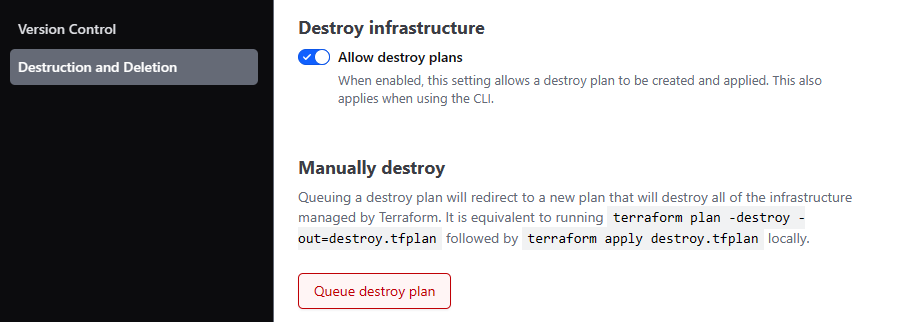 Version Control
Destruction and Deletion
Destroy infrastructure
Allow destroy plans
When enabled, this setting allows a destroy plan to be created and applied. This also
applies when using the CLI.
Manually destroy
Queuing a destroy plan will redirect to a new plan that will destroy all of the infrastructure
managed by Terraform. It is equivalent to running terraform plan -destroy -
out=destroy.tfplan followed by terraform apply destroy.tfplan locally.
Queue destroy plan